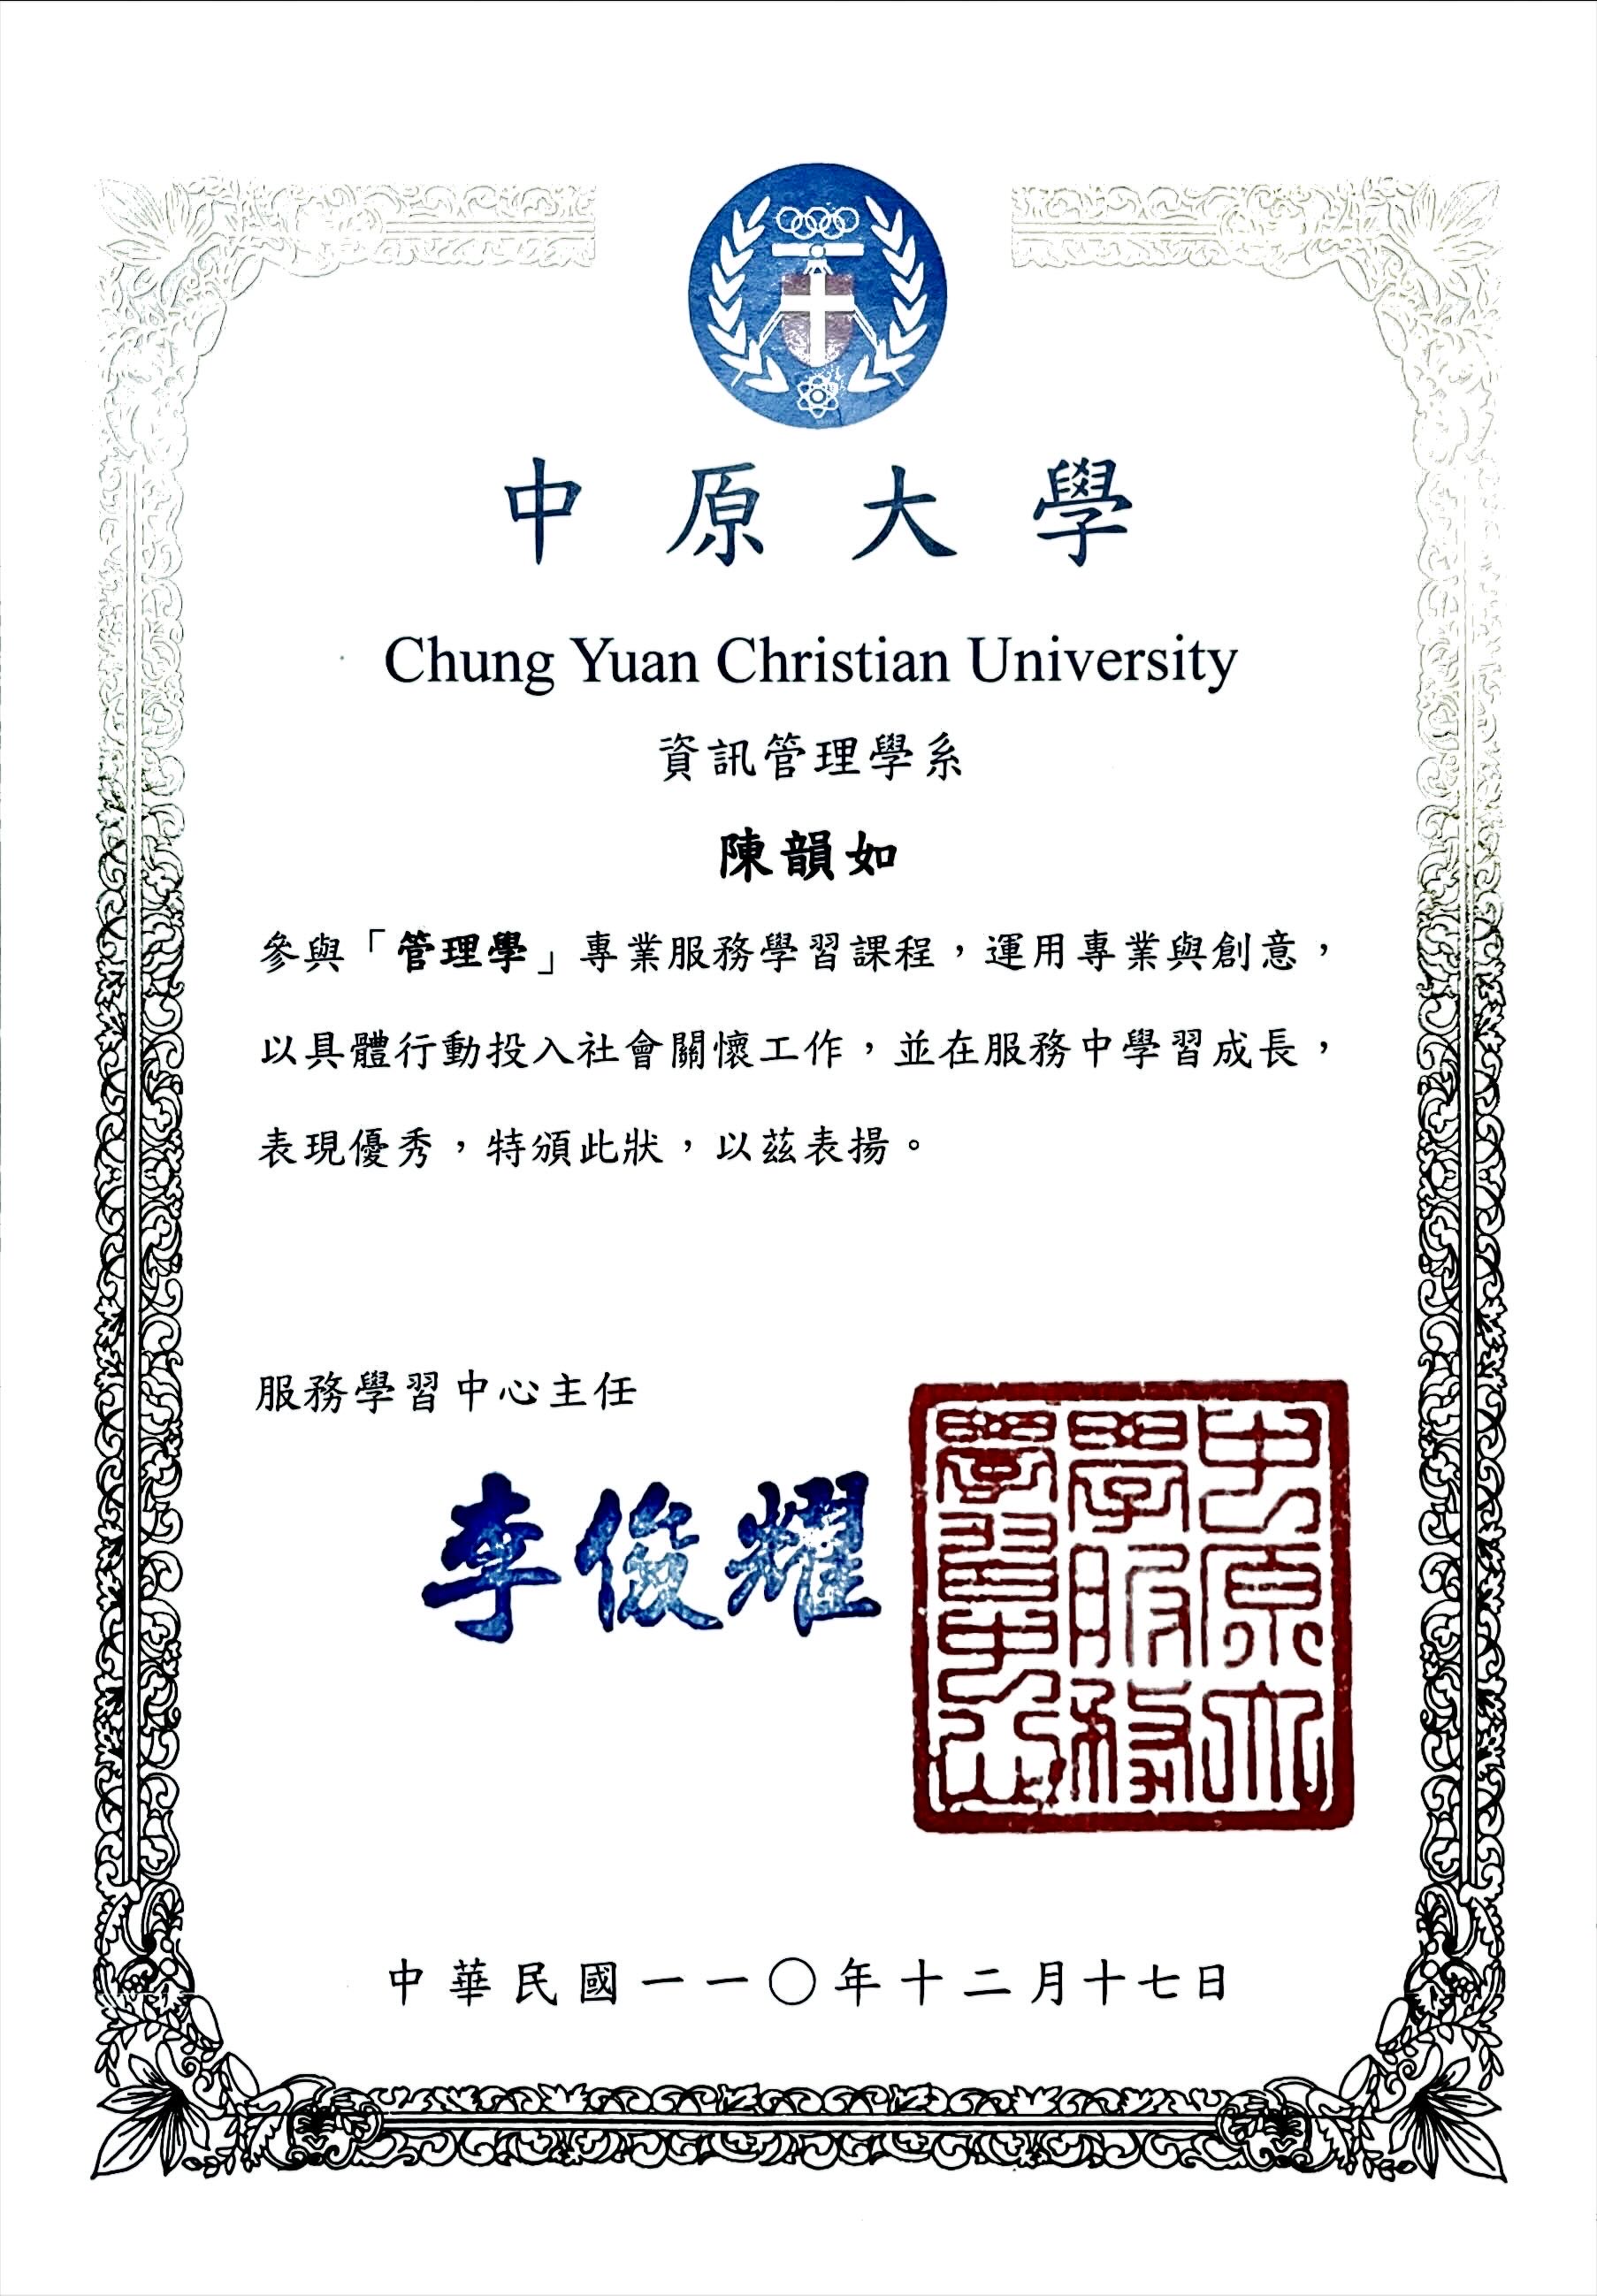 中原大學
Chung Yuan Christian University
資訊管理學系
陳韻如
參與「管理學」專業服務學習課程，運用專業與創意，
以具體行動投入社會關懷工作，並在服務中學習成長，
表現優秀，特頒此狀，以茲表揚。
服務學習中心主任
李俊耀
中原大
學服務
學習中心
中華民國一一○年十二月十七日